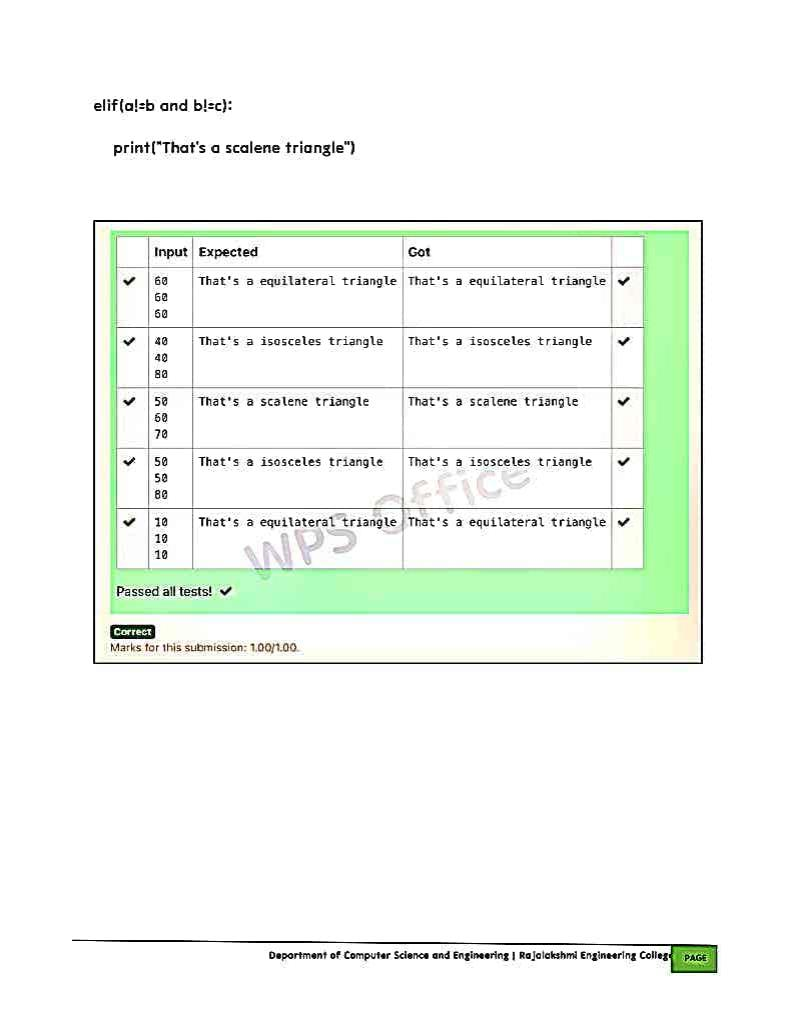 elif(a!=b and b!=c):
print("That's a scalene triangle")
Input Expected Got
60 That's a equilateral triangle That's a equilateral triangle
60
60
40 That's a isosceles triangle That's a isosceles triangle
40
80
50 That's a scalene triangle That's a scalene triangle
60
70
50 That's a isosceles triangle That's a isosceles triangle
50
80
10 That's a equilateral triangle That's a equilateral triangle
10
10
WPS Office
Passed all tests!
Correct
Marks for this submission: 1.00/1.00.
Department of Computer Science and Engineering | Rajalakshmi Engineering College PAGE